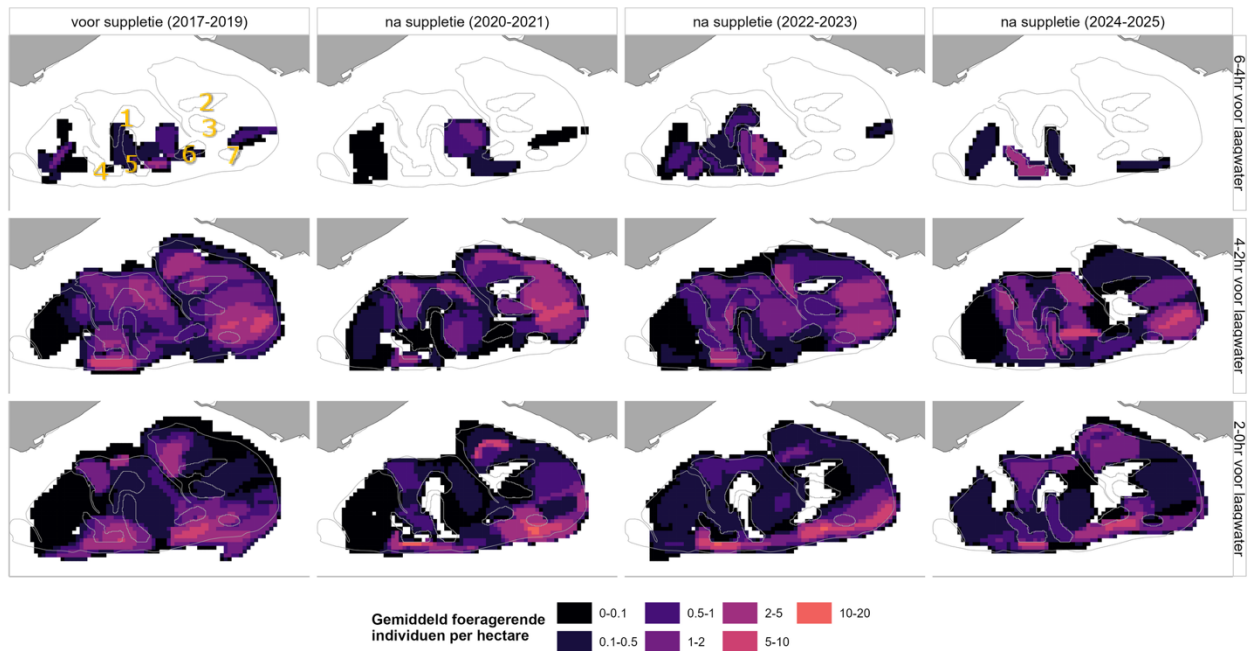 voor suppletie (2017-2019)
na suppletie (2020-2021)
na suppletie (2022-2023)
na suppletie (2024-2025)
6-4hr voor laagwater
1
2
3
4
5
6
7
4-2hr voor laagwater
2-0hr voor laagwater
Gemiddeld foeragerende
individuen per hectare
0-0.1
0.5-1
2-5
10-20
0.1-0.5
1-2
5-10